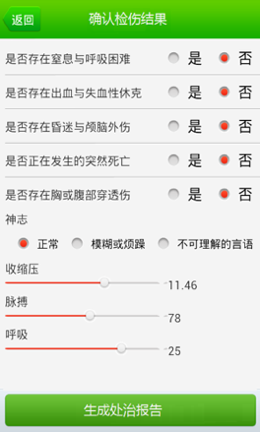 返回 确认检伤结果
是否存在窒息与呼吸困难 是 否
是否存在出血与失血性休克 是 否
是否存在昏迷与颅脑外伤 是 否
是否正在发生的突然死亡 是 否
是否存在胸或腹部穿透伤 是 否
神志
正常 模糊或烦躁 不可理解的言语
收缩压
11.46
脉搏
78
呼吸
25
生成处治报告